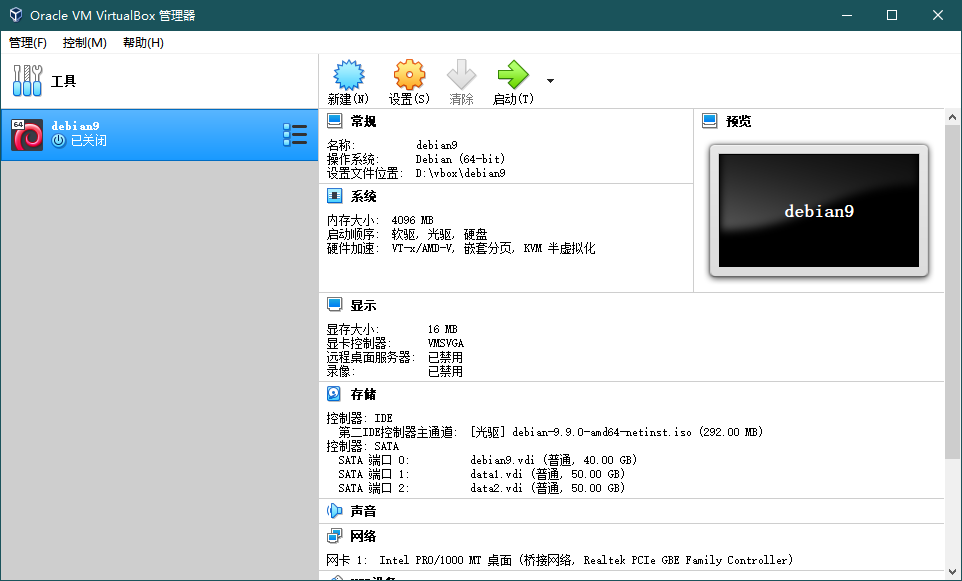 Oracle VM VirtualBox 管理器
管理(F) 控制(M) 帮助(H)
工具
新建(N) 设置(S) 清除 启动(T)
64 debian9
已关闭
常规
名称: debian9
操作系统: Debian (64-bit)
设置文件位置: D:\vbox\debian9
预览
debian9
系统
内存大小: 4096 MB
启动顺序: 软驱, 光驱, 硬盘
硬件加速: VT-x/AMD-V, 嵌套分页, KVM 半虚拟化
显示
显存大小: 16 MB
显卡控制器: VMSVGA
远程桌面服务器: 已禁用
录像: 已禁用
存储
控制器: IDE
第二IDE控制器主通道: [光驱] debian-9.9.0-amd64-netinst.iso (292.00 MB)
控制器: SATA
SATA 端口 0: debian9.vdi (普通, 40.00 GB)
SATA 端口 1: data1.vdi (普通, 50.00 GB)
SATA 端口 2: data2.vdi (普通, 50.00 GB)
声音
网络
网卡 1: Intel PRO/1000 MT 桌面 (桥接网络, Realtek PCIe GBE Family Controller)